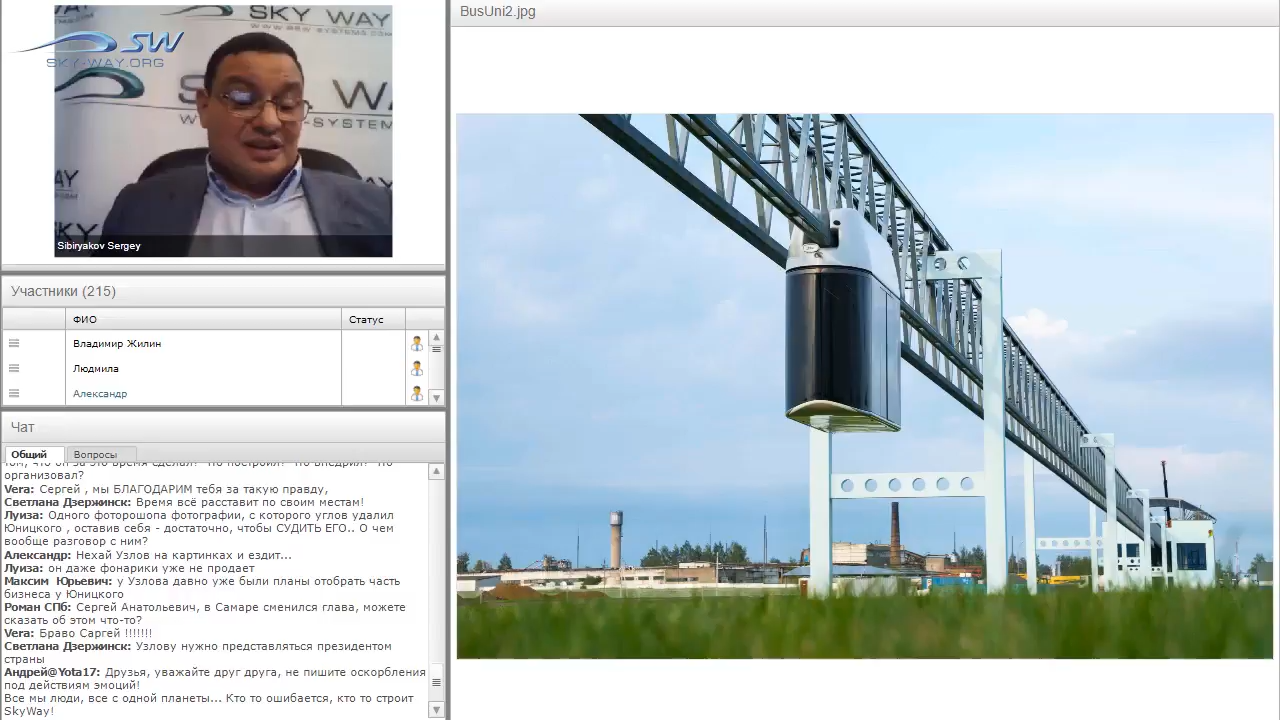 SKY WAY
SW
SKY-WAY.ORG
SKY WAY
-SYSTEM
Sibiryakov Sergey
BusUni2.jpg
Участники (215)
ФИО
Статус
Владимир Жилин
Людмила
Александр
Чат
Общий
Вопросы
организовал?
Vera: Сергей , мы БЛАГОДАРИМ тебя за такую правду,
Светлана Дзержинск: Время всё расставит по своим местам!
Луиза: Одного фоторошопа фотографии, с которого углов удалил
Юницкого , оставив себя - достаточно, чтобы СУДИТЬ ЕГО.. О чем
вообще разговор с ним?
Александр: Нехай Узлов на картинках и ездит...
Луиза: он даже фонарики уже не продает
Максим Юрьевич: у Узлова давно уже были планы отобрать часть
бизнеса у Юницкого
Роман СПб: Сергей Анатольевич, в Самаре сменился глава, можете
сказать об этом что-то?
Vera: Браво Саргей !!!!!!!
Светлана Дзержинск: Узлову нужно представляться президентом
страны
Андрей@Yota17: Друзья, уважайте друг друга, не пишите оскорбления
под действиям эмоций!
Все мы люди, все с одной планеты... Кто то ошибается, кто то строит
SkyWay!